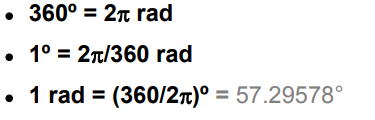 • 360º = 2π rad
• 1º = 2π/360 rad
• 1 rad = (360/2π)º = 57.29578°